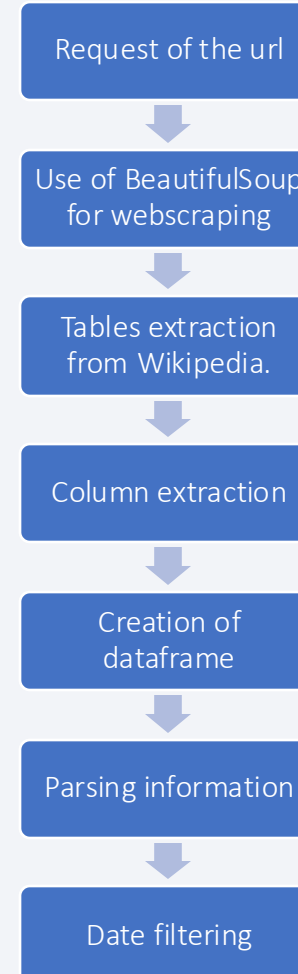 Request of the url
Use of BeautifulSoup
for webscraping
Tables extraction
from Wikipedia.
Column extraction
Creation of
dataframe
Parsing information
Date filtering